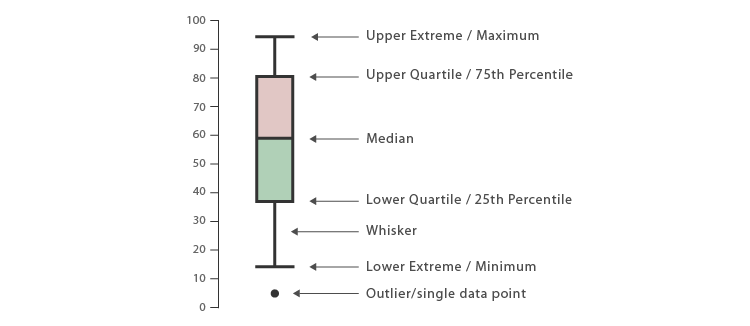 100
90
80
70
60
50
40
30
20
10
0
Upper Extreme / Maximum
Upper Quartile / 75th Percentile
Median
Lower Quartile / 25th Percentile
Whisker
Lower Extreme / Minimum
Outlier/single data point